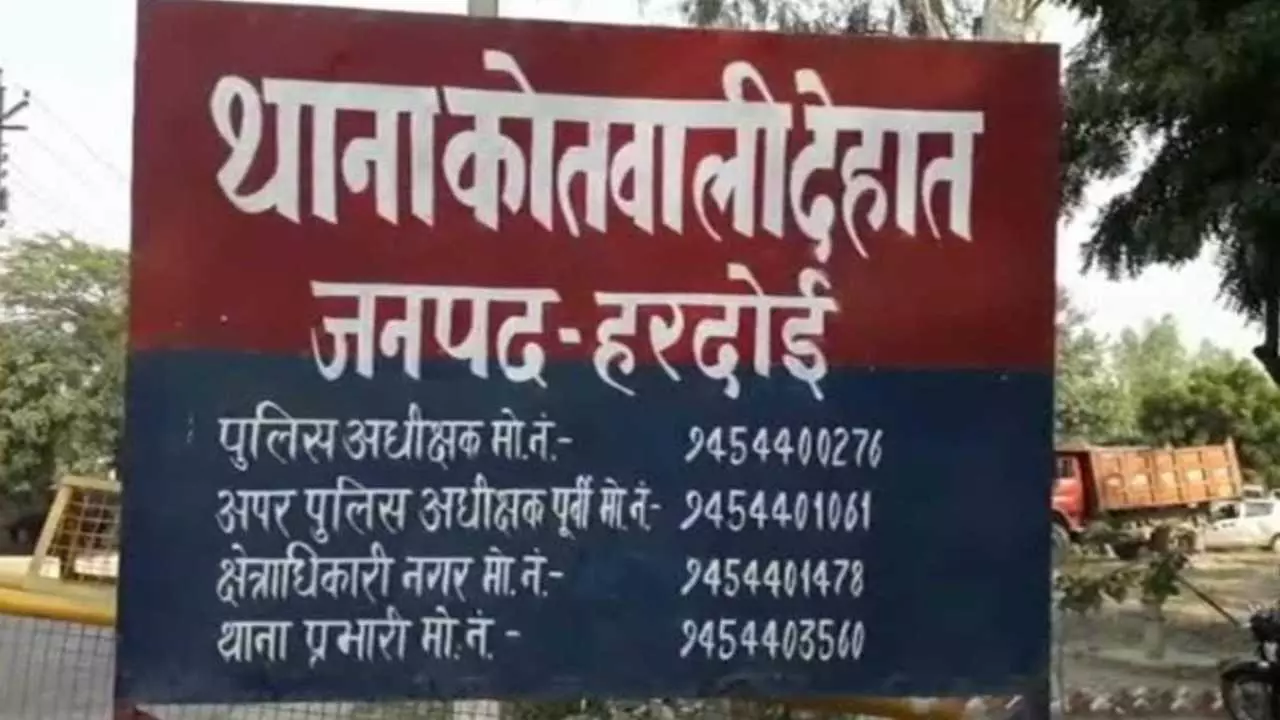 थाना कोतवाली देहात
जनपद - हरदोई
पुलिस अधीक्षक मो.नं.- 9454400276
अपर पुलिस अधीक्षक पूर्वी मो.नं- 9454401061
क्षेत्राधिकारी नगर मो.नं.- 9454401478
थाना प्रभारी मो.नं. - 9454403560